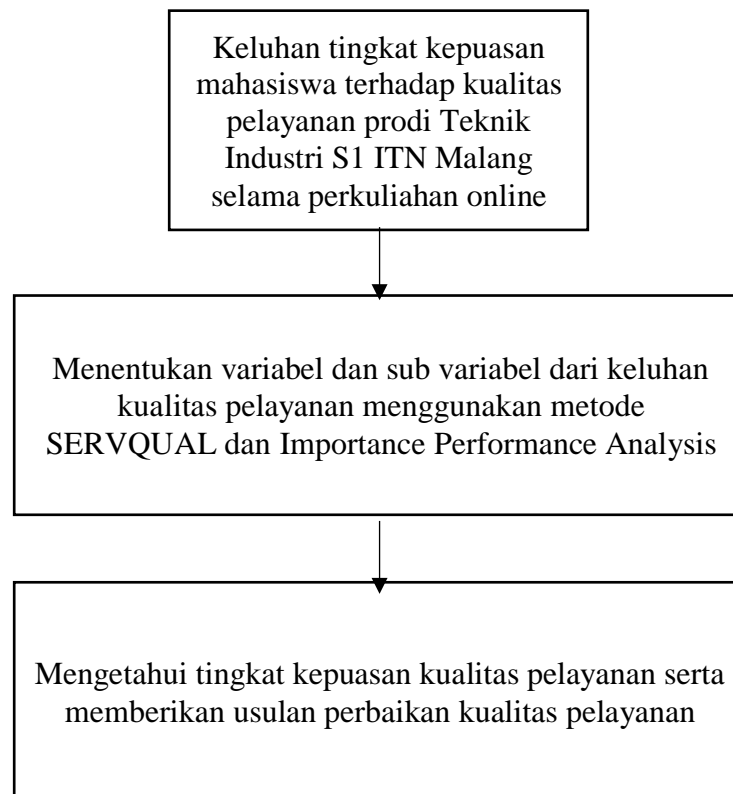 Keluhan tingkat kepuasan
mahasiswa terhadap kualitas
pelayanan prodi Teknik
Industri S1 ITN Malang
selama perkuliahan online
Menentukan variabel dan sub variabel dari keluhan
kualitas pelayanan menggunakan metode
SERVQUAL dan Importance Performance Analysis
Mengetahui tingkat kepuasan kualitas pelayanan serta
memberikan usulan perbaikan kualitas pelayanan